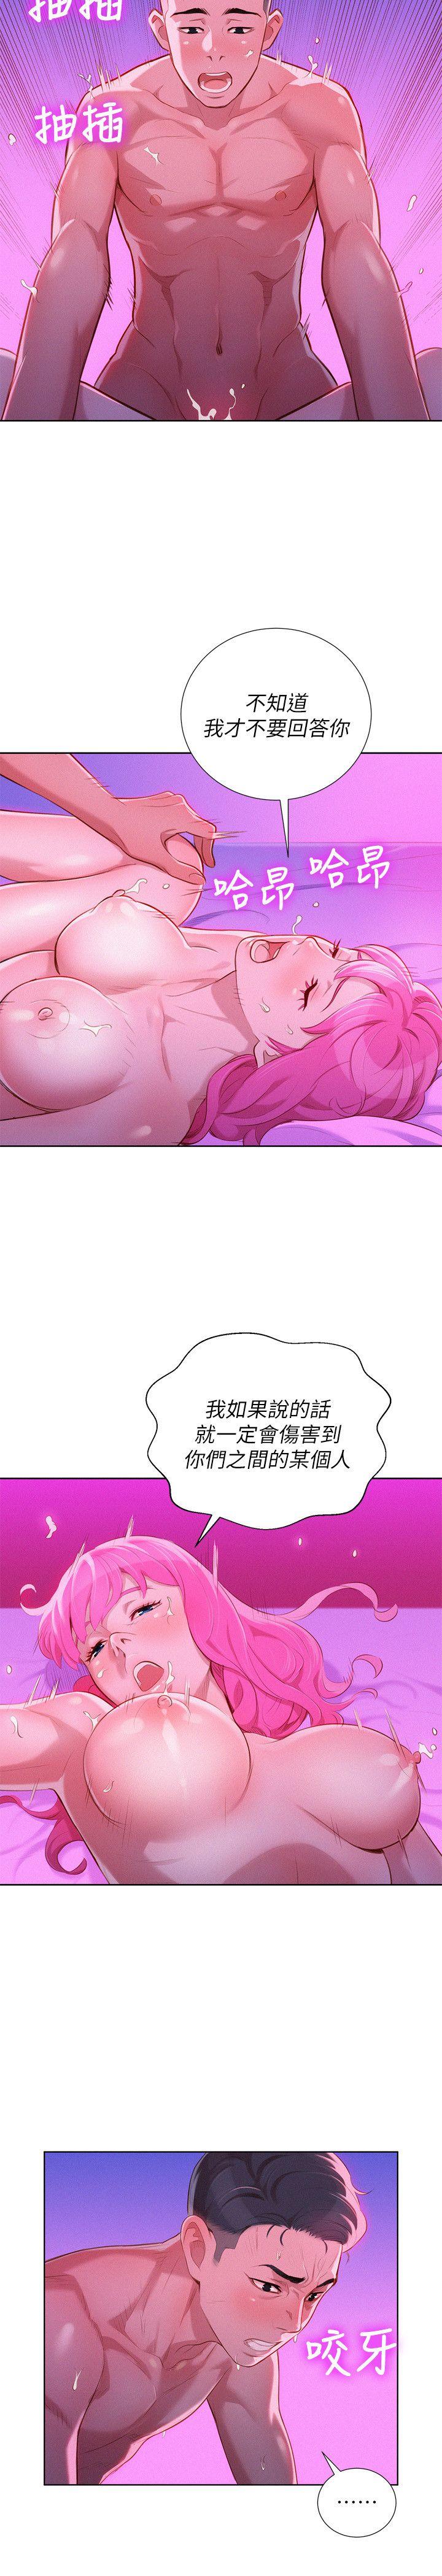 抽插
抽插
不知道
我才不要回答你
哈昂 哈昂
我如果說的話
就一定會傷害到
你們之間的某個人
咬牙
……